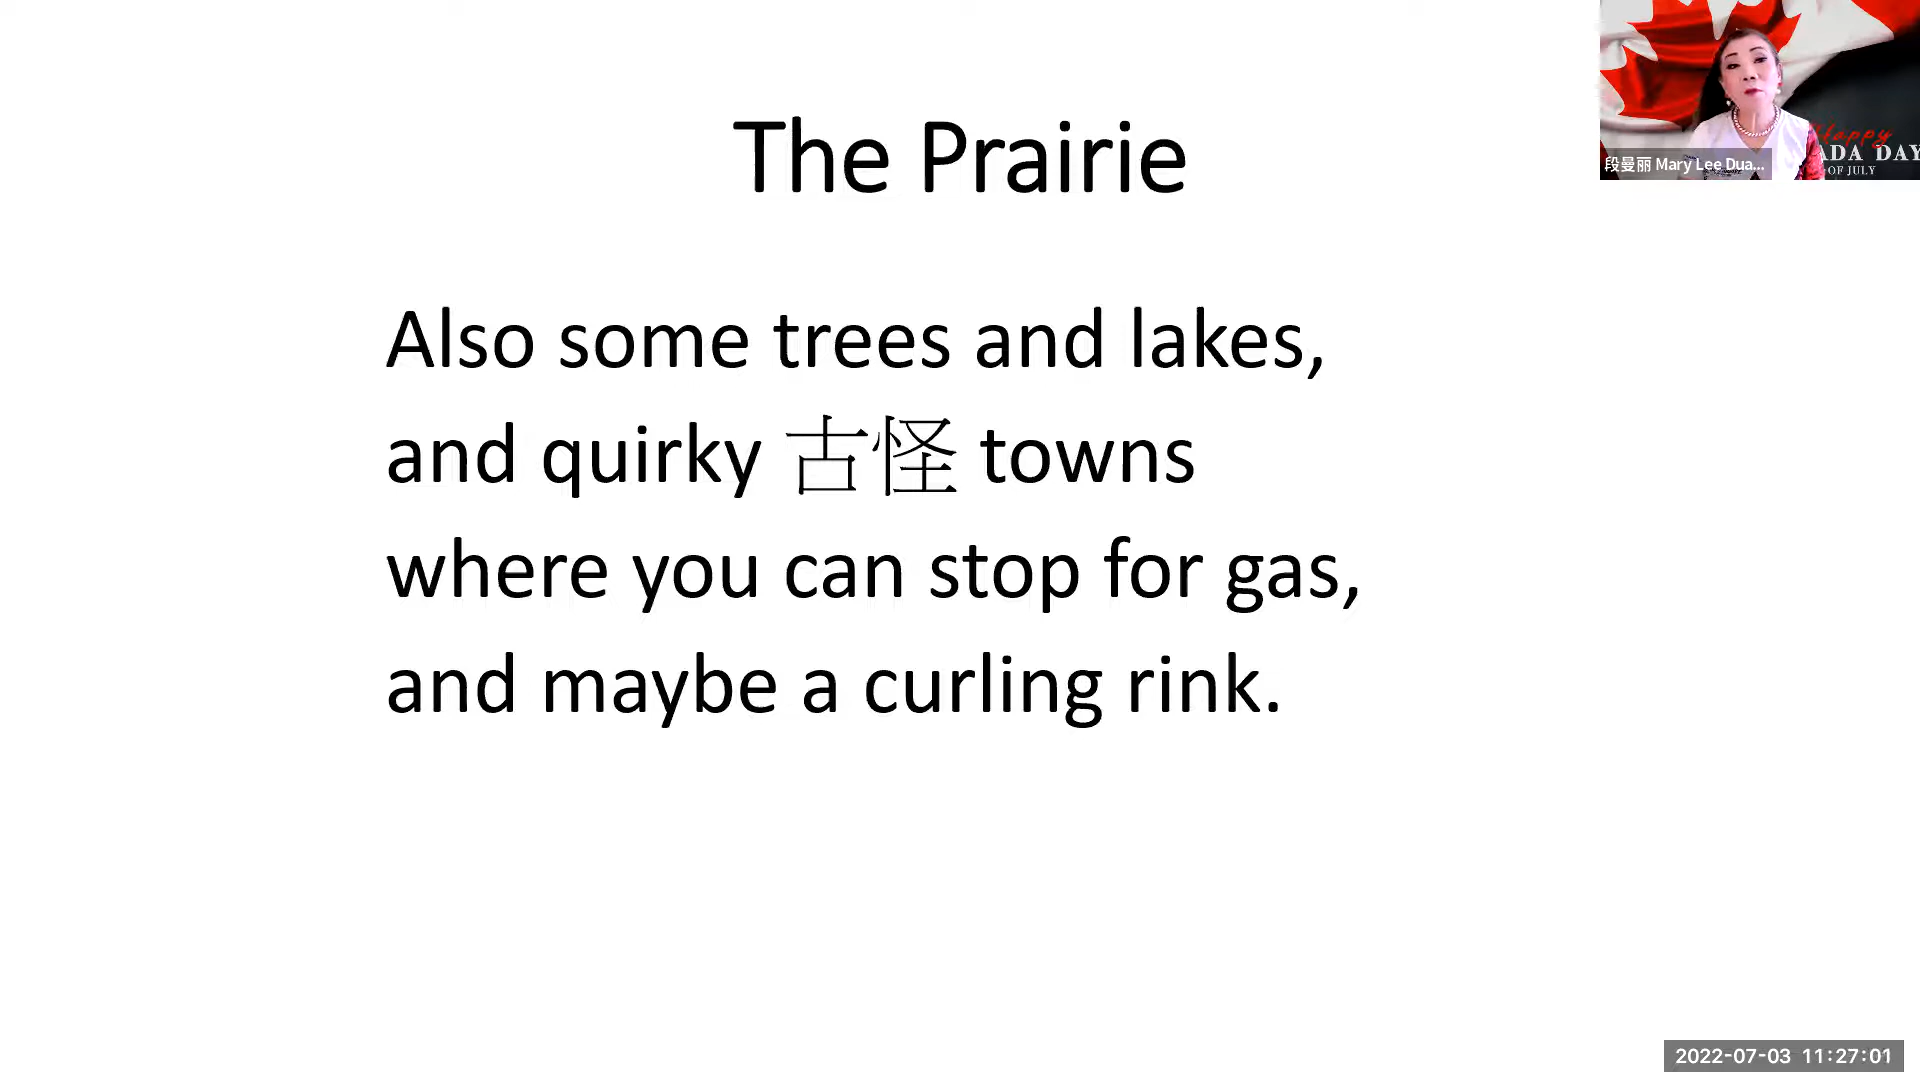 The Prairie
Also some trees and lakes,
and quirky 古怪 towns
where you can stop for gas,
and maybe a curling rink.
Happy
ADA DAY
OF JULY
段曼丽 Mary Lee Dua...
2022-07-03 11:27:01